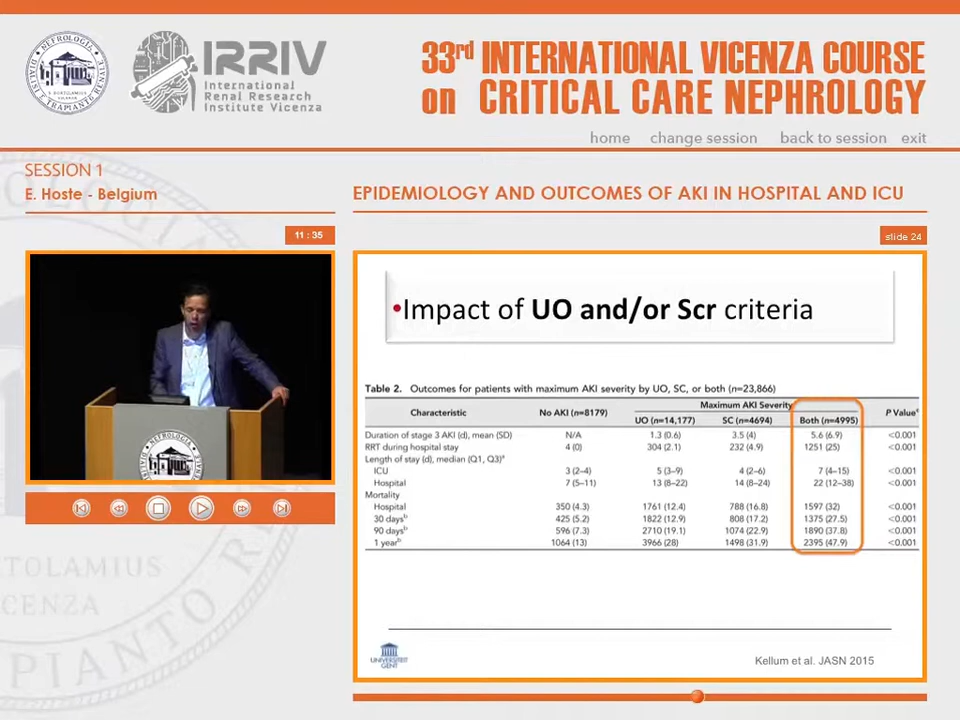 33rd INTERNATIONAL VICENZA COURSE
on CRITICAL CARE NEPHROLOGY
IRRIV
International
Renal Research
Institute Vicenza
home change session back to session exit
SESSION 1
E. Hoste - Belgium
EPIDEMIOLOGY AND OUTCOMES OF AKI IN HOSPITAL AND ICU
11 : 35
slide 24
•Impact of UO and/or Scr criteria
Table 2. Outcomes for patients with maximum AKI severity by UO, SC, or both (n=23,866)
Maximum AKI Severity
Characteristic No AKI (n=8179) UO (n=14,177) SC (n=4694) Both (n=4995) P Valueᶜ
Duration of stage 3 AKI (d), mean (SD) N/A 1.3 (0.6) 3.5 (4) 5.6 (6.9) <0.001
RRT during hospital stay 4 (0) 304 (2.1) 232 (4.9) 1251 (25) <0.001
Length of stay (d), median (Q1, Q3)ᵃ
ICU 3 (2–4) 5 (3–9) 4 (2–6) 7 (4–15) <0.001
Hospital 7 (5–11) 13 (8–22) 14 (8–24) 22 (12–38) <0.001
Mortality
Hospital 350 (4.3) 1761 (12.4) 788 (16.8) 1597 (32) <0.001
30 daysᵇ 425 (5.2) 1822 (12.9) 808 (17.2) 1375 (27.5) <0.001
90 daysᵇ 596 (7.3) 2710 (19.1) 1074 (22.9) 1890 (37.8) <0.001
1 yearᵇ 1064 (13) 3966 (28) 1498 (31.9) 2395 (47.9) <0.001
UNIVERSITEIT
GENT
Kellum et al. JASN 2015